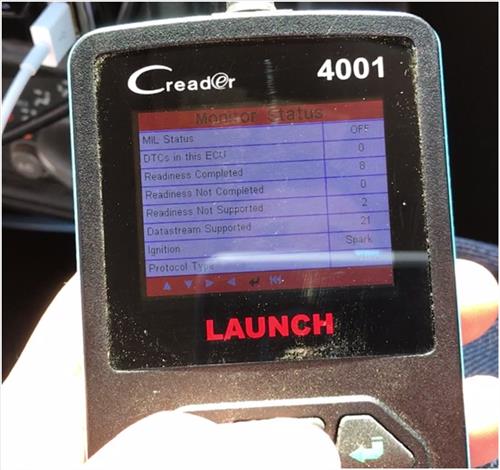 Creader 4001
Monitor Status
MIL Status OFF
DTCs in this ECU 0
Readiness Completed 8
Readiness Not Completed 0
Readiness Not Supported 2
Datastream Supported 21
Ignition Spark
Protocol Type
LAUNCH